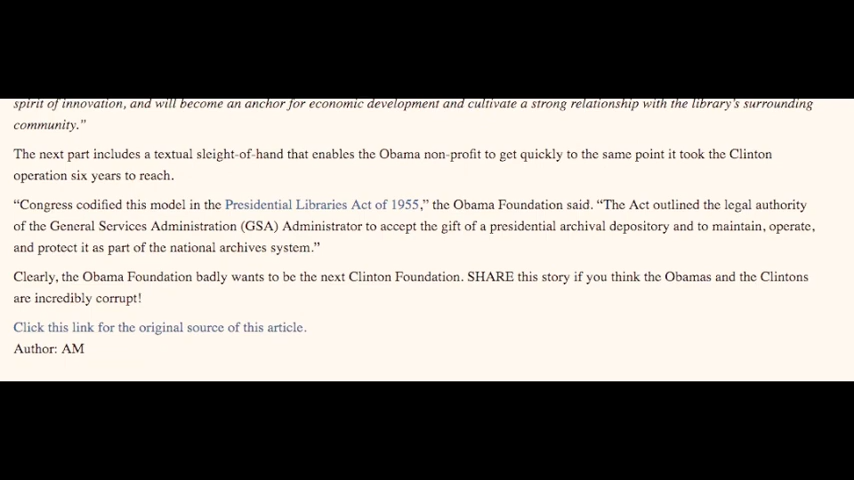 spirit of innovation, and will become an anchor for economic development and cultivate a strong relationship with the library's surrounding
community."
The next part includes a textual sleight-of-hand that enables the Obama non-profit to get quickly to the same point it took the Clinton
operation six years to reach.
“Congress codified this model in the Presidential Libraries Act of 1955,” the Obama Foundation said. “The Act outlined the legal authority
of the General Services Administration (GSA) Administrator to accept the gift of a presidential archival depository and to maintain, operate,
and protect it as part of the national archives system.”
Clearly, the Obama Foundation badly wants to be the next Clinton Foundation. SHARE this story if you think the Obamas and the Clintons
are incredibly corrupt!
Click this link for the original source of this article.
Author: AM